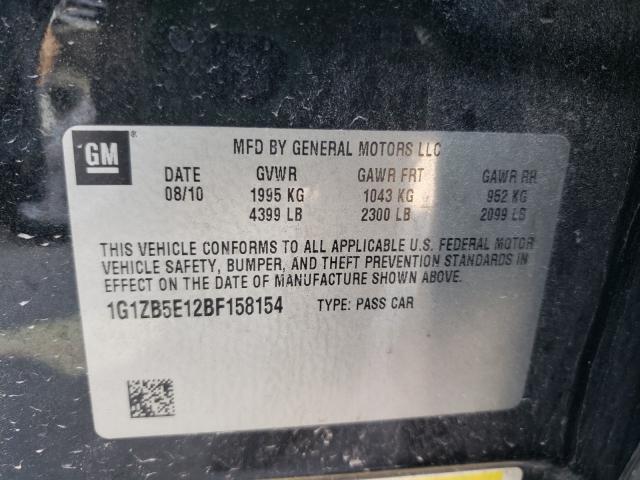 GM ®
MFD BY GENERAL MOTORS LLC
DATE GVWR GAWR FRT GAWR RR
08/10 1995 KG 1043 KG 952 KG
4399 LB 2300 LB 2099 LB
THIS VEHICLE CONFORMS TO ALL APPLICABLE U.S. FEDERAL MOTOR
VEHICLE SAFETY, BUMPER, AND THEFT PREVENTION STANDARDS IN
EFFECT ON THE DATE OF MANUFACTURE SHOWN ABOVE.
1G1ZB5E12BF158154 TYPE: PASS CAR